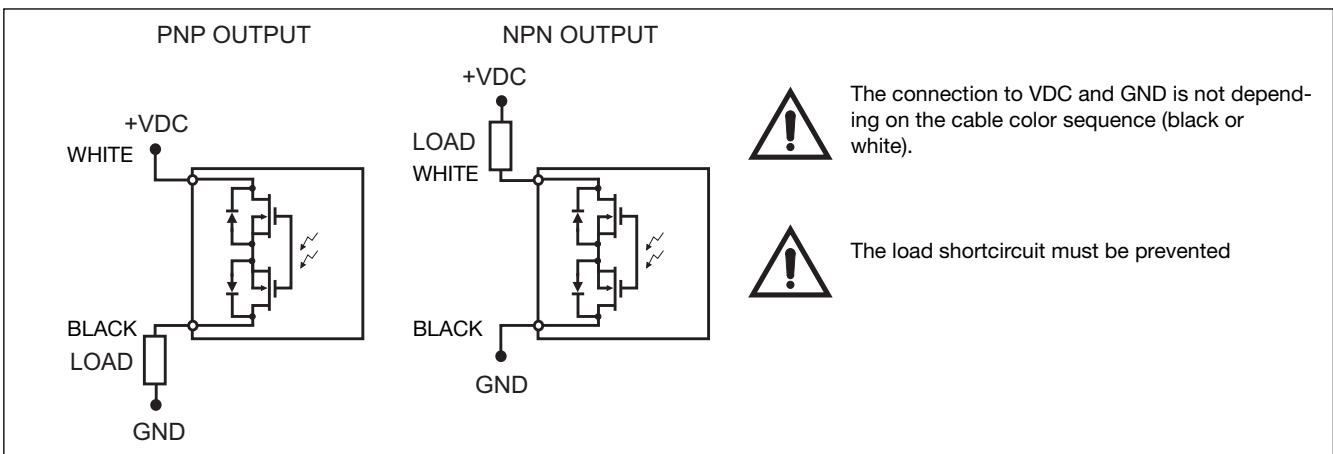 PNP OUTPUT
+VDC
WHITE
BLACK
LOAD
GND
NPN OUTPUT
+VDC
LOAD
WHITE
BLACK
GND
The connection to VDC and GND is not depend-
ing on the cable color sequence (black or
white).
The load shortcircuit must be prevented